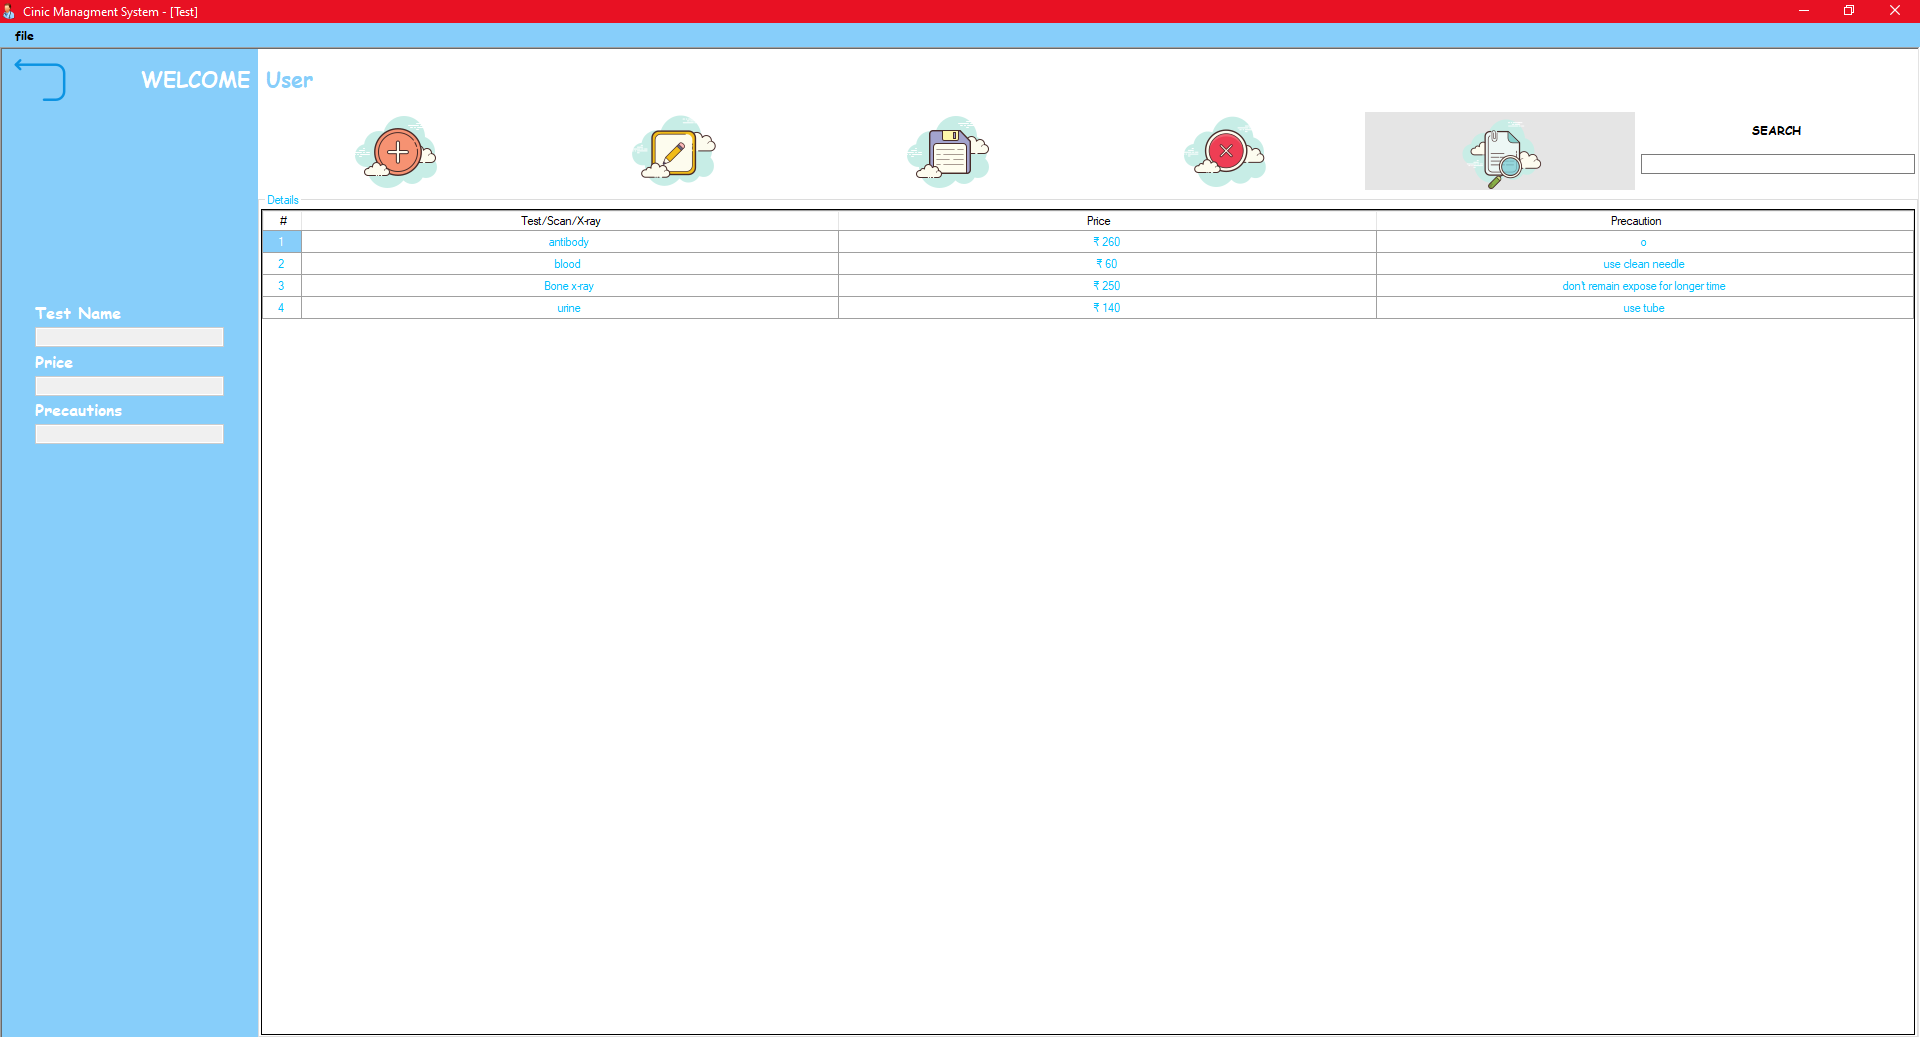 Cinic Managment System - [Test]
file
WELCOME User
SEARCH
Details
# Test/Scan/X-ray Price Precaution
1 antibody ₹ 260 o
2 blood ₹ 60 use clean needle
3 Bone x-ray ₹ 250 don't remain expose for longer time
4 urine ₹ 140 use tube
Test Name
Price
Precautions